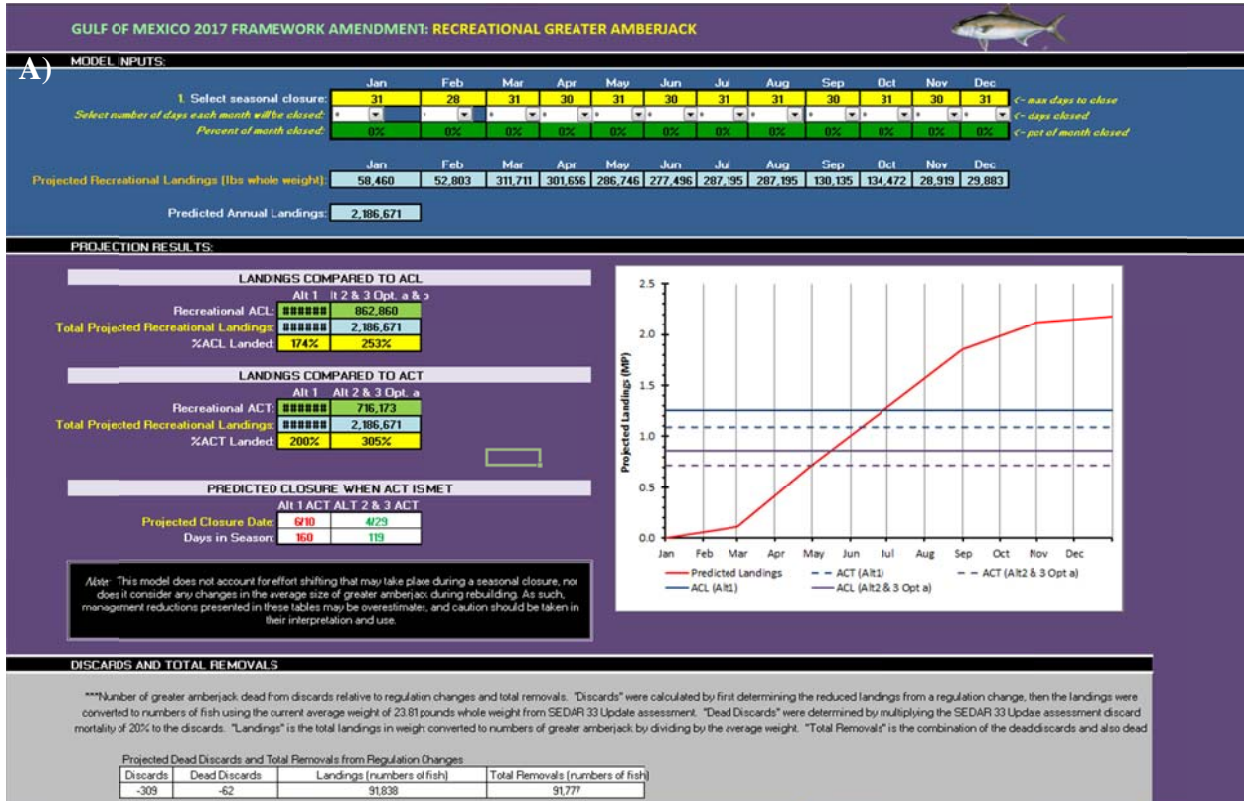 GULF OF MEXICO 2017 FRAMEWORK AMENDMENT: RECREATIONAL GREATER AMBERJACK
A)
MODEL INPUTS:
Jan Feb Mar Apr May Jun Jul Aug Sep Oct Nov Dec
1. Select seasonal closure: 31 28 31 30 31 30 31 31 30 31 30 31 <- max days to close
Select number of days each month will be closed: <- days closed
Percent of month closed: 0% 0% 0% 0% 0% 0% 0% 0% 0% 0% 0% 0% <- pct of month closed
Jan Feb Mar Apr May Jun Jul Aug Sep Oct Nov Dec
Projected Recreational Landings (lbs whole weight): 58,460 52,803 311,711 301,656 286,746 277,496 287,195 287,195 130,135 134,472 28,919 29,883
Predicted Annual Landings: 2,186,671
PROJECTION RESULTS:
LANDINGS COMPARED TO ACL
Alt 1 lt 2 & 3 Opt. a &
Recreational ACL: ###### 862,860
Total Projected Recreational Landings: ###### 2,186,671
%ACL Landed: 174% 253%
LANDINGS COMPARED TO ACT
Alt 1 Alt 2 & 3 Opt. a
Recreational ACT: ###### 716,173
Total Projected Recreational Landings: ###### 2,186,671
%ACT Landed: 200% 305%
PREDICTED CLOSURE WHEN ACT IS MET
Alt 1 ACT ALT 2 & 3 ACT
Projected Closure Date: 6/10 4/29
Days in Season: 160 119
Note: This model does not account for effort shifting that may take place during a seasonal closure, nor
does it consider any changes in the average size of greater amberjack during rebuilding. As such,
management reductions presented in these tables may be overestimate, and caution should be taken in
their interpretation and use.
Projected Landings (MP)
2.5
2.0
1.5
1.0
0.5
0.0
Jan Feb Mar Apr May Jun Jul Aug Sep Oct Nov Dec
Predicted Landings ACT (Alt1) ACT (Alt2 & 3 Opt a)
ACL (Alt1) ACL (Alt2 & 3 Opt a)
DISCARDS AND TOTAL REMOVALS
***Number of greater amberjack dead from discards relative to regulation changes and total removals. "Discards" were calculated by first determining the reduced landings from a regulation change, then the landings were
converted to numbers of fish using the current average weight of 23.81 pounds whole weight from SEDAR 33 Update assessment. "Dead Discards" were determined by multiplying the SEDAR 33 Update assessment discard
mortality of 20% to the discards. "Landings" is the total landings in weight converted to numbers of greater amberjack by dividing by the average weight. "Total Removals" is the combination of the dead discards and also dead
Projected Dead Discards and Total Removals from Regulation Changes
Discards Dead Discards Landings (numbers of fish) Total Removals (numbers of fish)
-309 -62 91,838 91,777